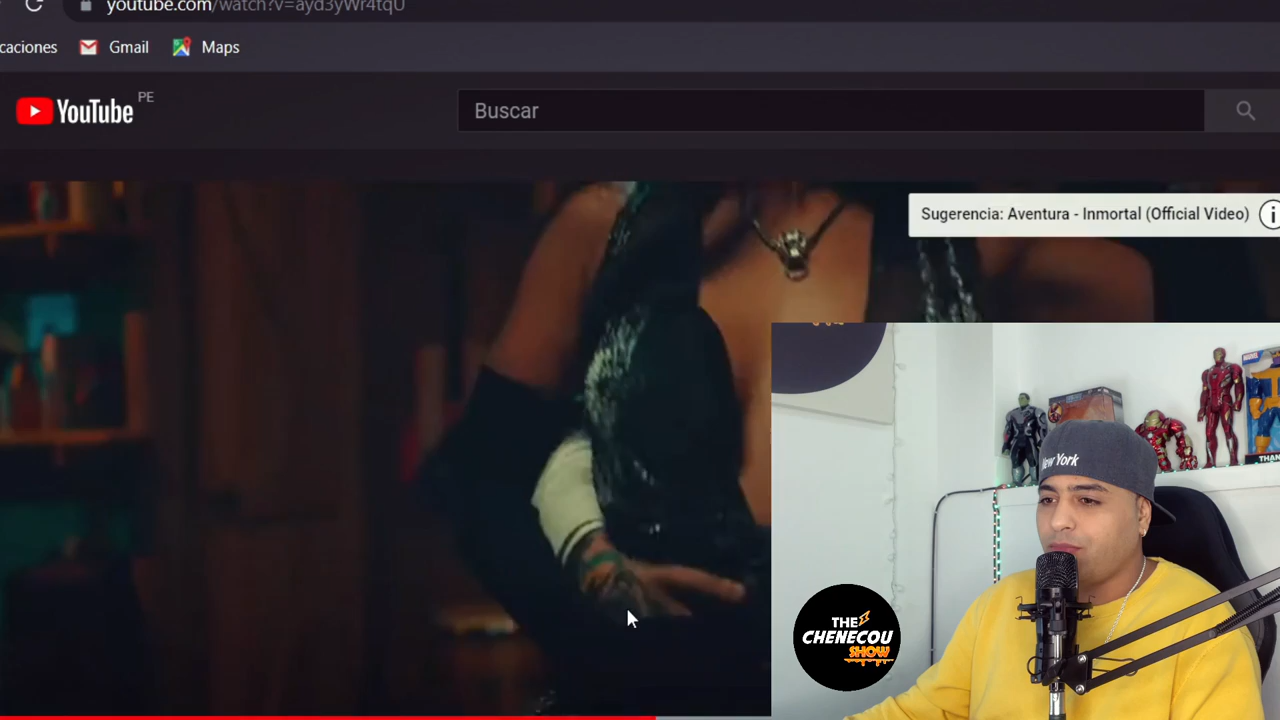 youtube.com/watch?v=ayd3yWr4tqU
caciones Gmail Maps
YouTube PE
Buscar
Sugerencia: Aventura - Inmortal (Official Video)
New York
THAN
THE
CHENECOU
SHOW